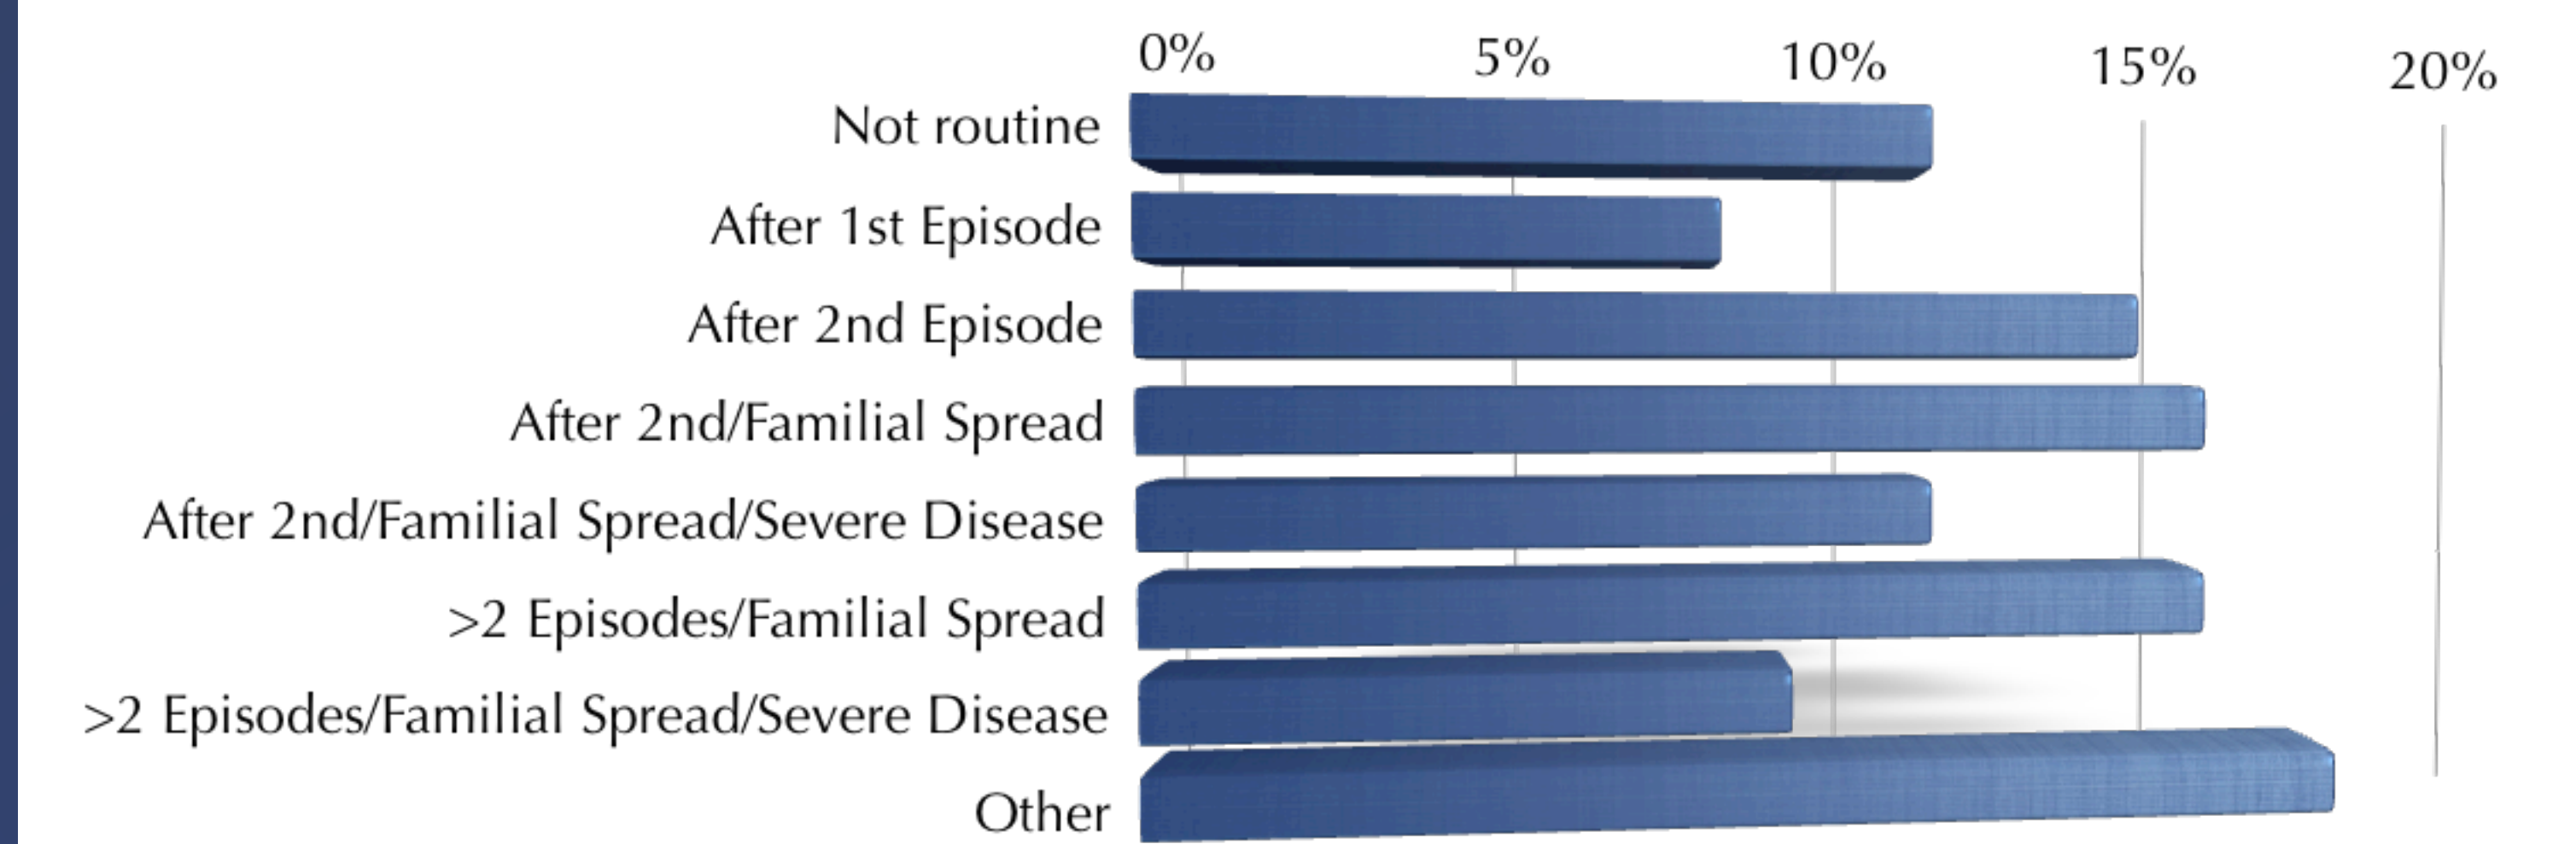 0% 5% 10% 15% 20%
Not routine
After 1st Episode
After 2nd Episode
After 2nd/Familial Spread
After 2nd/Familial Spread/Severe Disease
>2 Episodes/Familial Spread
>2 Episodes/Familial Spread/Severe Disease
Other